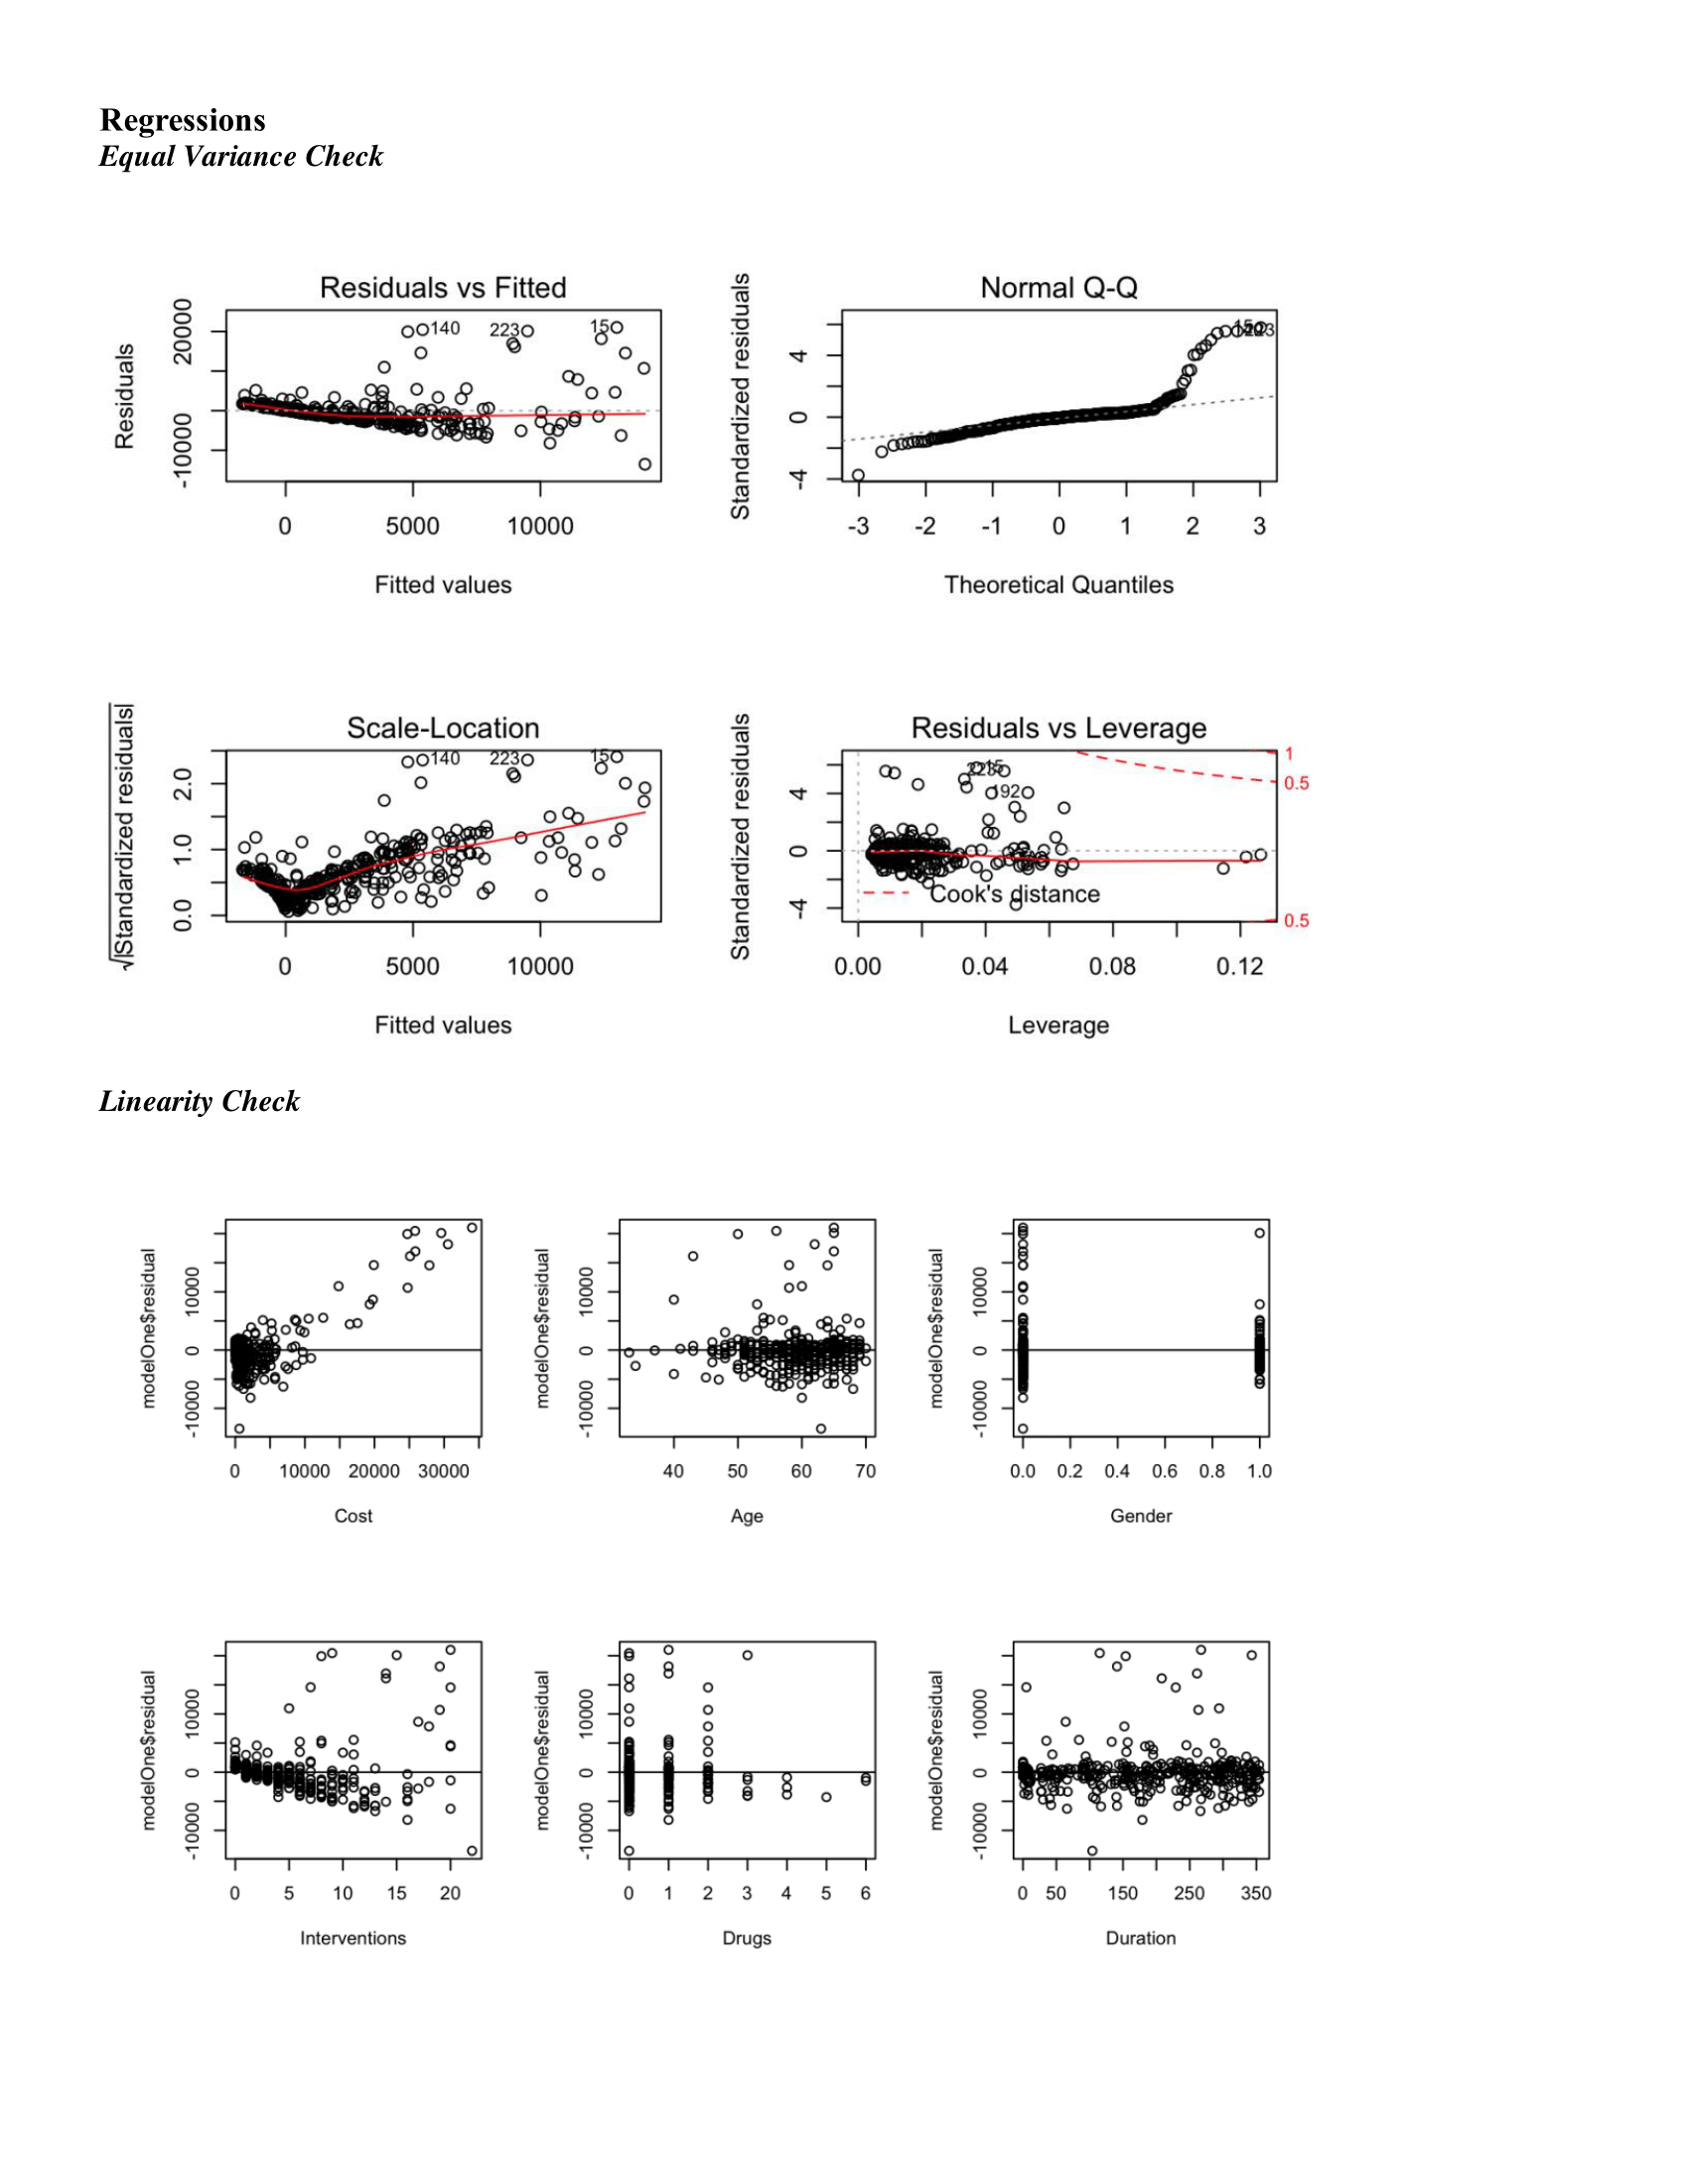 Regressions
Equal Variance Check
Residuals vs Fitted
Residuals
20000
-10000
140
223
15
0 5000 10000
Fitted values
Normal Q-Q
Standardized residuals
4
0
-4
-3 -2 -1 0 1 2 3
Theoretical Quantiles
Scale-Location
√|Standardized residuals|
2.0
1.0
0.0
140
223
15
0 5000 10000
Fitted values
Residuals vs Leverage
Standardized residuals
4
0
-4
192
Cook's distance
1
0.5
0.5
0.00 0.04 0.08 0.12
Leverage
Linearity Check
modelOne$residual
10000
0
-10000
0 10000 20000 30000
Cost
modelOne$residual
10000
0
-10000
40 50 60 70
Age
modelOne$residual
10000
0
-10000
0.0 0.2 0.4 0.6 0.8 1.0
Gender
modelOne$residual
10000
0
-10000
0 5 10 15 20
Interventions
modelOne$residual
10000
0
-10000
0 1 2 3 4 5 6
Drugs
modelOne$residual
10000
0
-10000
0 50 150 250 350
Duration